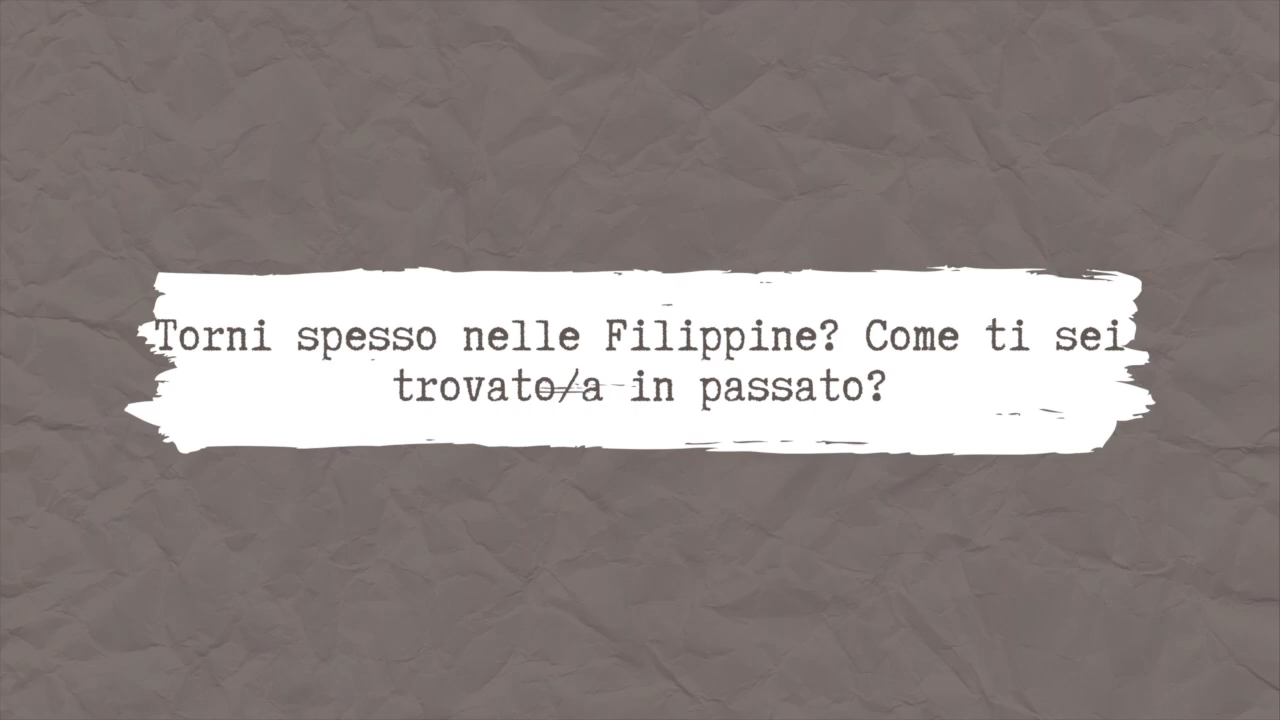 Torni spesso nelle Filippine? Come ti sei
trovato/a in passato?